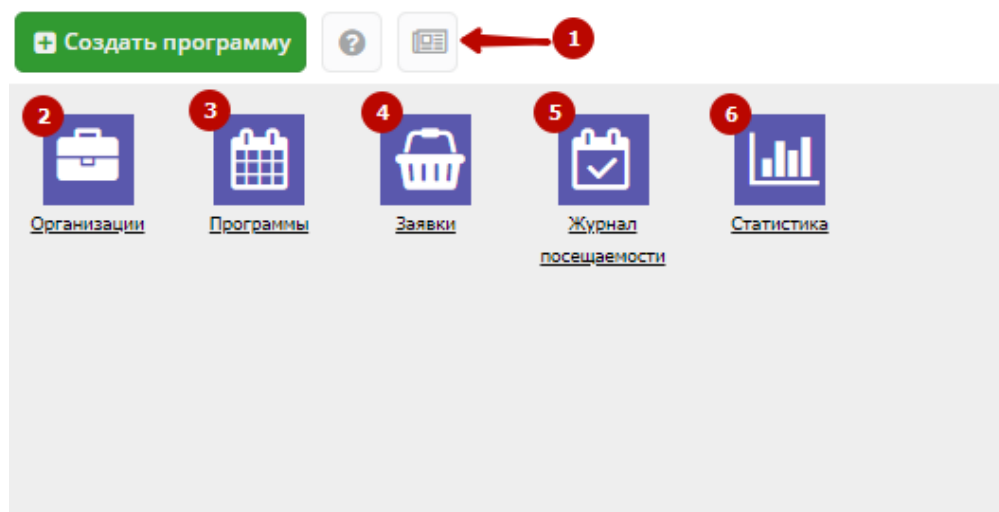 Создать программу
?
1
2
3
4
5
6
Организации
Программы
Заявки
Журнал
посещаемости
Статистика